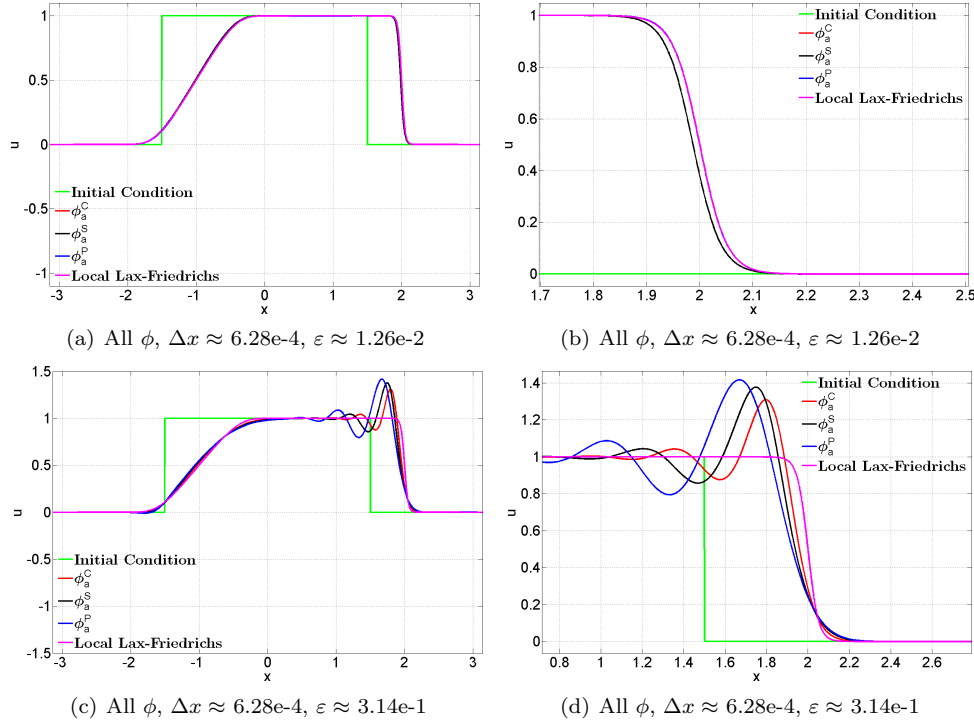 1
0.5
0
-0.5
-1
u
-3 -2 -1 0 1 2 3
x
Initial Condition
ϕ_a^C
ϕ_a^S
ϕ_a^P
Local Lax-Friedrichs
(a) All ϕ, Δx ≈ 6.28e-4, ε ≈ 1.26e-2
1
0.8
0.6
0.4
0.2
0
u
1.7 1.8 1.9 2 2.1 2.2 2.3 2.4 2.5
x
Initial Condition
ϕ_a^C
ϕ_a^S
ϕ_a^P
Local Lax-Friedrichs
(b) All ϕ, Δx ≈ 6.28e-4, ε ≈ 1.26e-2
1.5
1
0.5
0
-0.5
-1
-1.5
u
-3 -2 -1 0 1 2 3
x
Initial Condition
ϕ_a^C
ϕ_a^S
ϕ_a^P
Local Lax-Friedrichs
(c) All ϕ, Δx ≈ 6.28e-4, ε ≈ 3.14e-1
1.4
1.2
1
0.8
0.6
0.4
0.2
0
u
0.8 1 1.2 1.4 1.6 1.8 2 2.2 2.4 2.6
x
Initial Condition
ϕ_a^C
ϕ_a^S
ϕ_a^P
Local Lax-Friedrichs
(d) All ϕ, Δx ≈ 6.28e-4, ε ≈ 3.14e-1